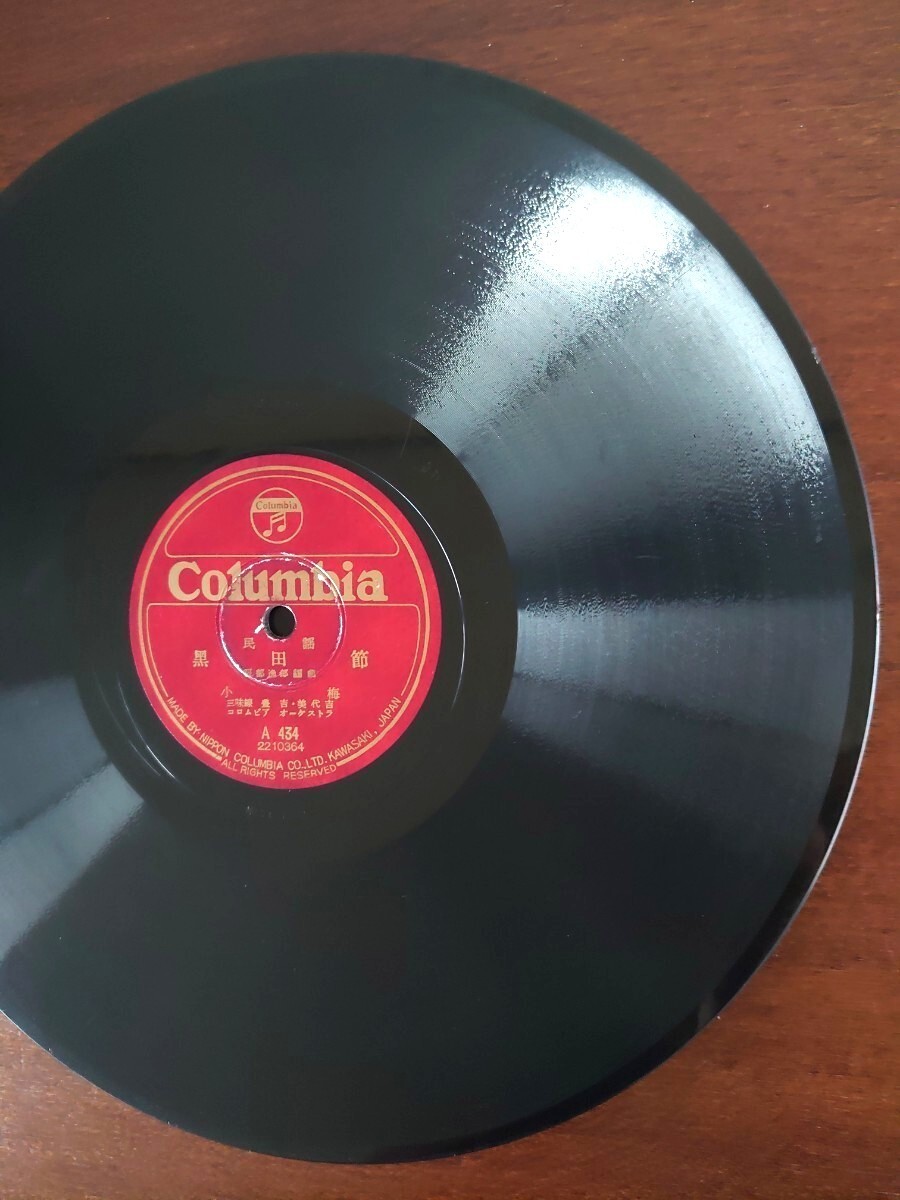 Columbia
Columbia
民謡
黒田節
小梅
三味線 豊吉・美代吉
コロムビア オーケストラ
A 434
2210364
MADE BY NIPPON COLUMBIA CO., LTD. KAWASAKI, JAPAN
ALL RIGHTS RESERVED